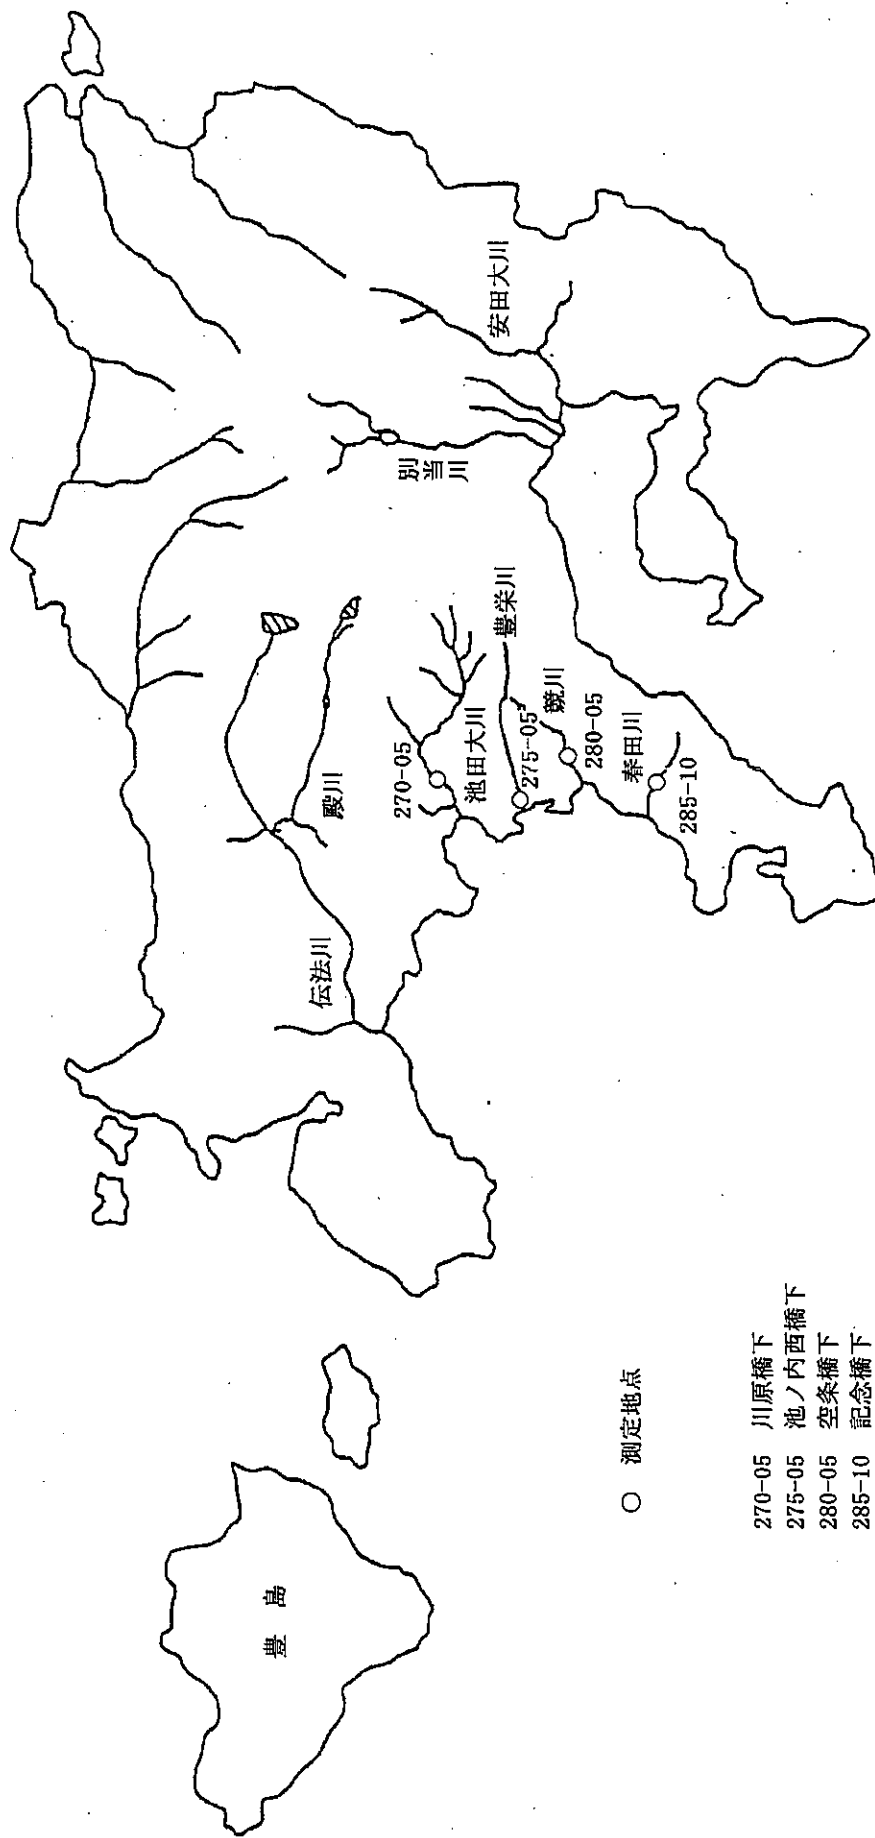 豊島
伝法川
殿川
別当川
安田大川
池田大川
270-05
豊栄川
275-05
競川
280-05
春田川
285-10
○ 測定地点
270-05 川原橋下
275-05 池ノ内西橋下
280-05 空条橋下
285-10 記念橋下